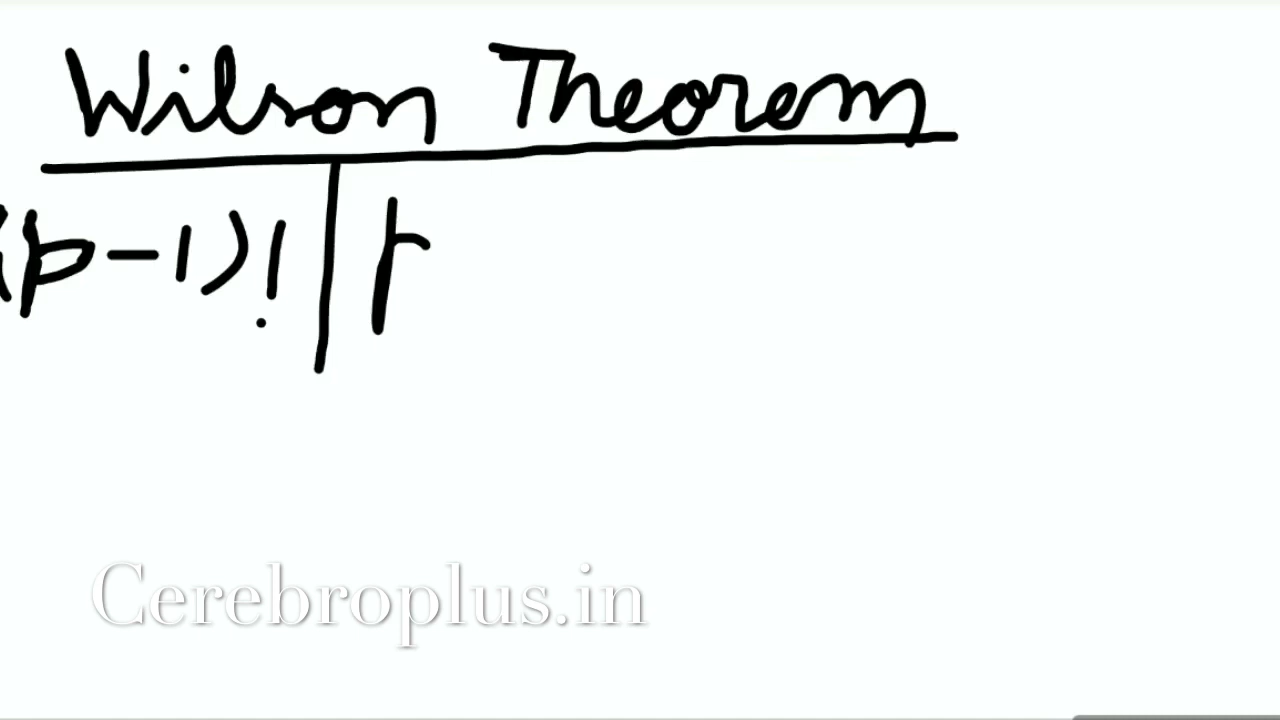 Wilson Theorem
(p-1)! |
Cerebroplus.in